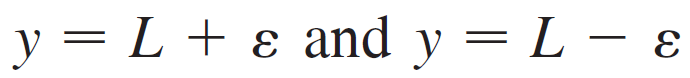 y = L + ε and y = L − ε